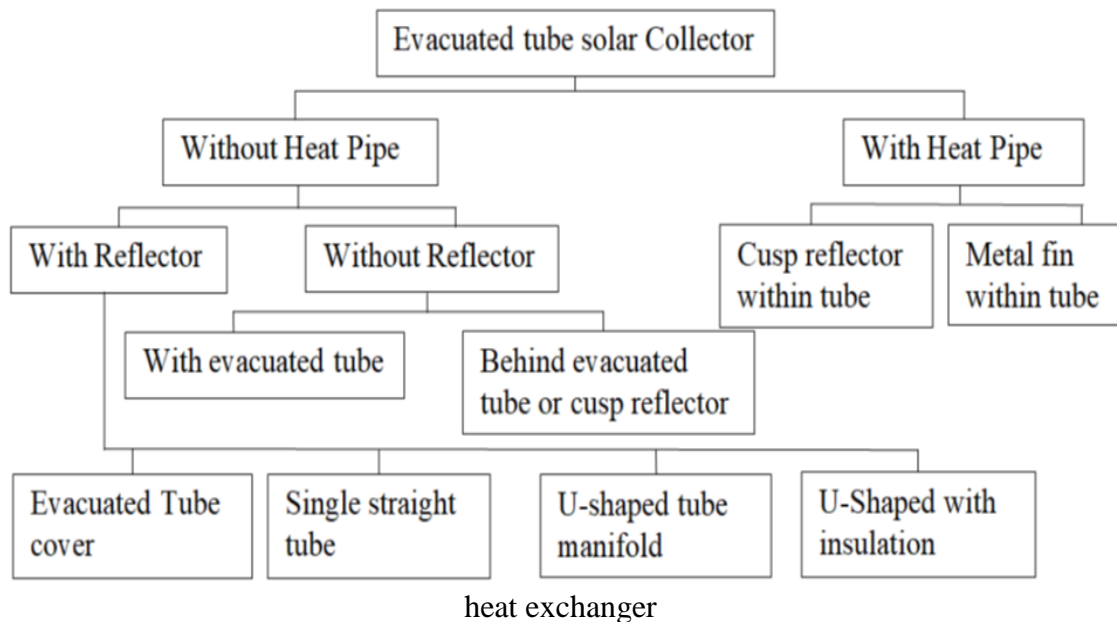 Evacuated tube solar Collector
Without Heat Pipe
With Heat Pipe
With Reflector
Without Reflector
Cusp reflector
within tube
Metal fin
within tube
With evacuated tube
Behind evacuated
tube or cusp reflector
Evacuated Tube
cover
Single straight
tube
U-shaped tube
manifold
U-Shaped with
insulation
heat exchanger